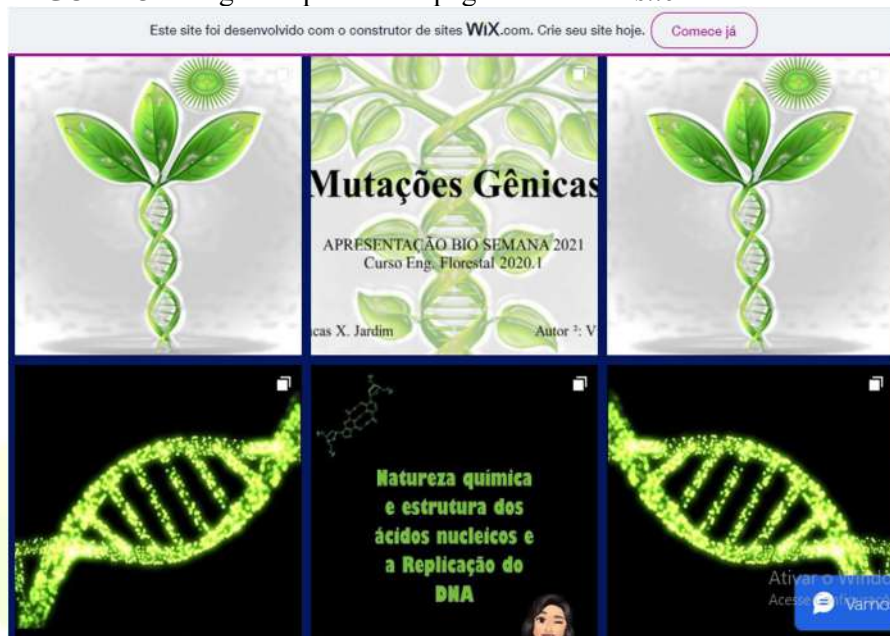 Este site foi desenvolvido com o construtor de sites WiX.com. Crie seu site hoje.
Comece já
Mutações Gênicas
APRESENTAÇÃO BIO SEMANA 2021
Curso Eng. Florestal 2020.1
X. Jardim
Autor ²: V
Natureza química
e estrutura dos
ácidos nucleicos e
a Replicação do
DNA
Ativar o
Acesse